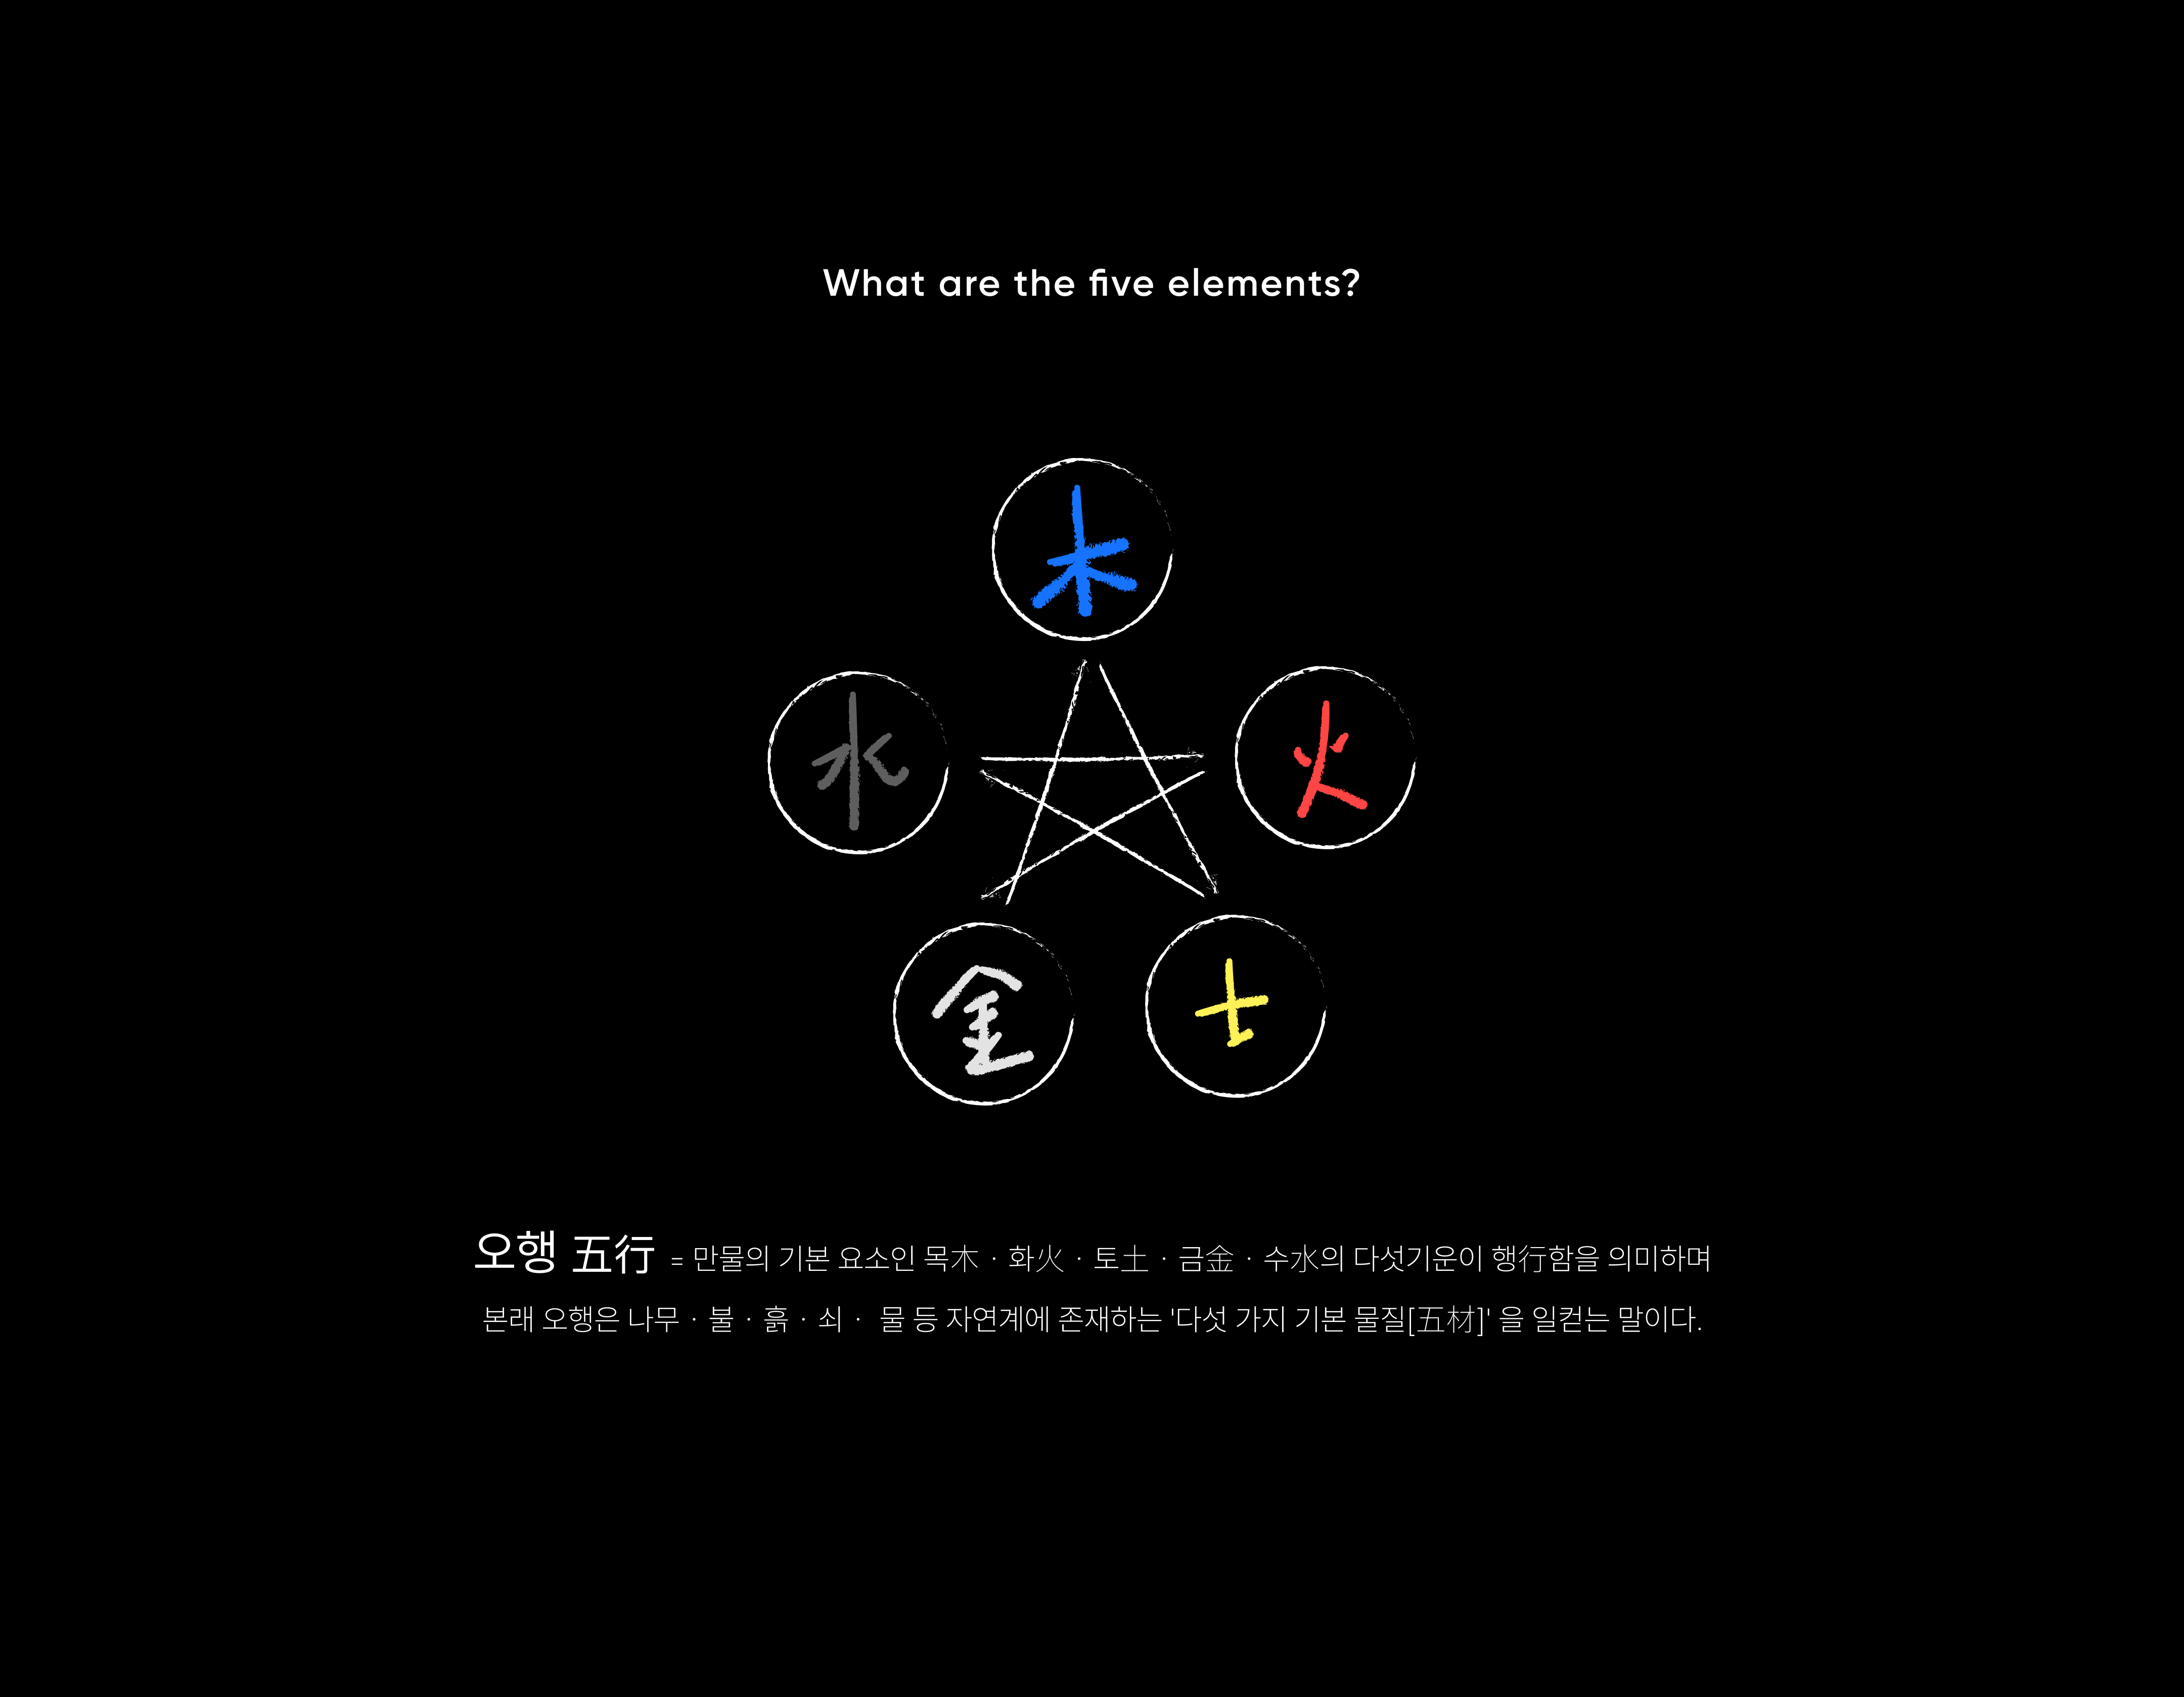 What are the five elements?
木
水
火
金
土
오행 五行 = 만물의 기본 요소인 목木 · 화火 · 토土 · 금金 · 수水의 다섯기운이 행行함을 의미하며
본래 오행은 나무 · 불 · 흙 · 쇠 · 물 등 자연계에 존재하는 '다섯 가지 기본 물질[五材]' 을 일컫는 말이다.